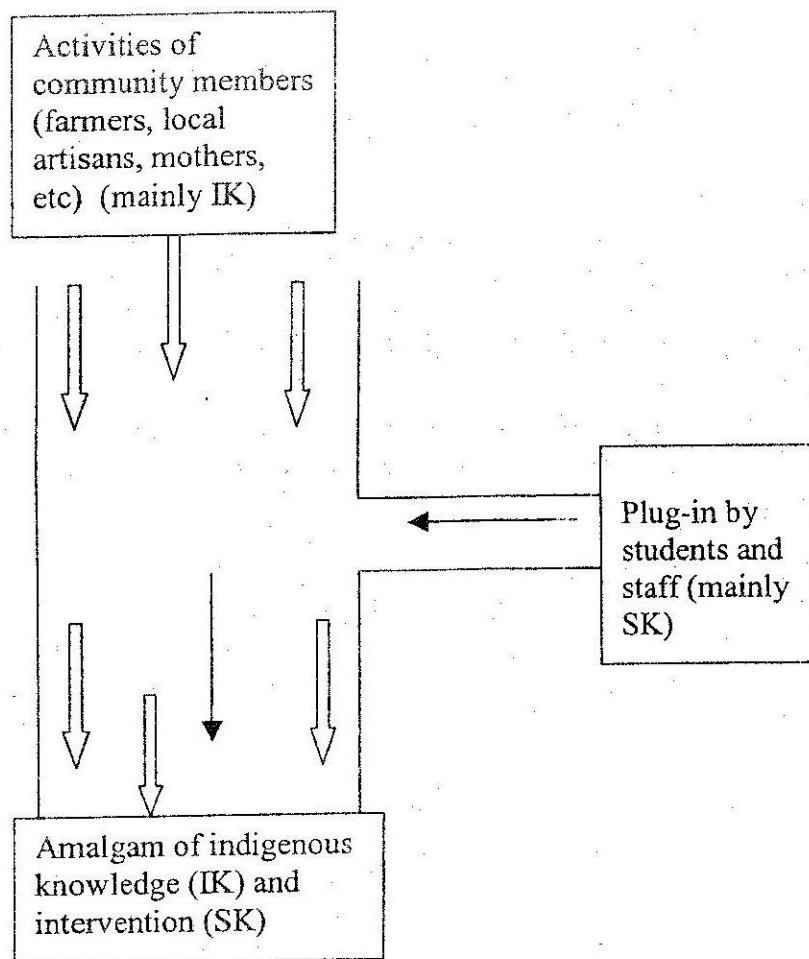 Activities of
community members
(farmers, local
artisans, mothers,
etc) (mainly IK)
Plug-in by
students and
staff (mainly
SK)
Amalgam of indigenous
knowledge (IK) and
intervention (SK)